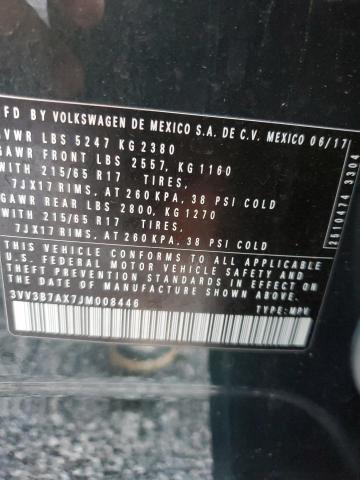 MFD BY VOLKSWAGEN DE MEXICO S.A. DE C.V. MEXICO 06/17
GVWR LBS 5247 KG 2380
GAWR FRONT LBS 2557, KG 1160
WITH 215/65 R17 TIRES,
7JX17 RIMS, AT 260 KPA, 38 PSI COLD
GAWR REAR LBS 2800, KG 1270
WITH 215/65 R17 TIRES,
7JX17 RIMS, AT 260 KPA, 38 PSI COLD
THIS VEHICLE CONFORMS TO ALL APPLICABLE
U.S. FEDERAL MOTOR VEHICLE SAFETY AND
THEFT PREVENTION STANDARDS IN EFFECT ON
THE DATE OF MANUFACTURE SHOWN ABOVE.
3VV3B7AX7JM008446
TYPE: MPV
2510474 330